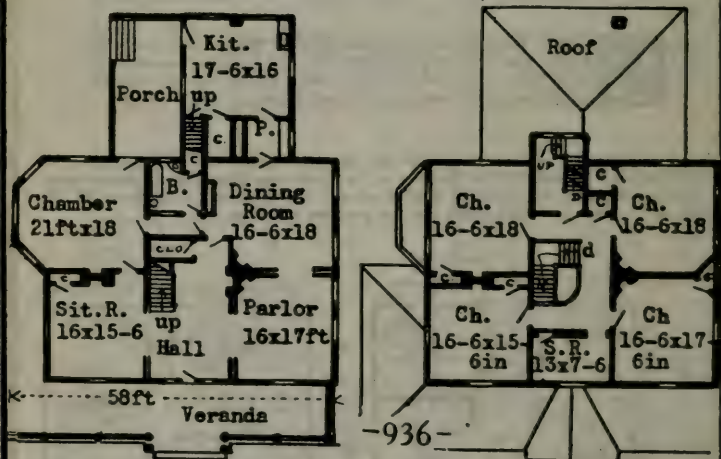 Kit.
17-6x16
Porch
up
C.
P.
C
B.
Chamber
21ftx18
Dining
Room
16-6x18
CLO.
C
Sit.R.
16x15-6
up
Hall
Parlor
16x17ft
58ft
Veranda
Roof
UP
D
C
C
Ch.
16-6x18
Ch.
16-6x18
d
C.
C.
C
Ch.
16-6x15-
6in
S.R.
13x7-6
Ch
16-6x17-
6in
-936-